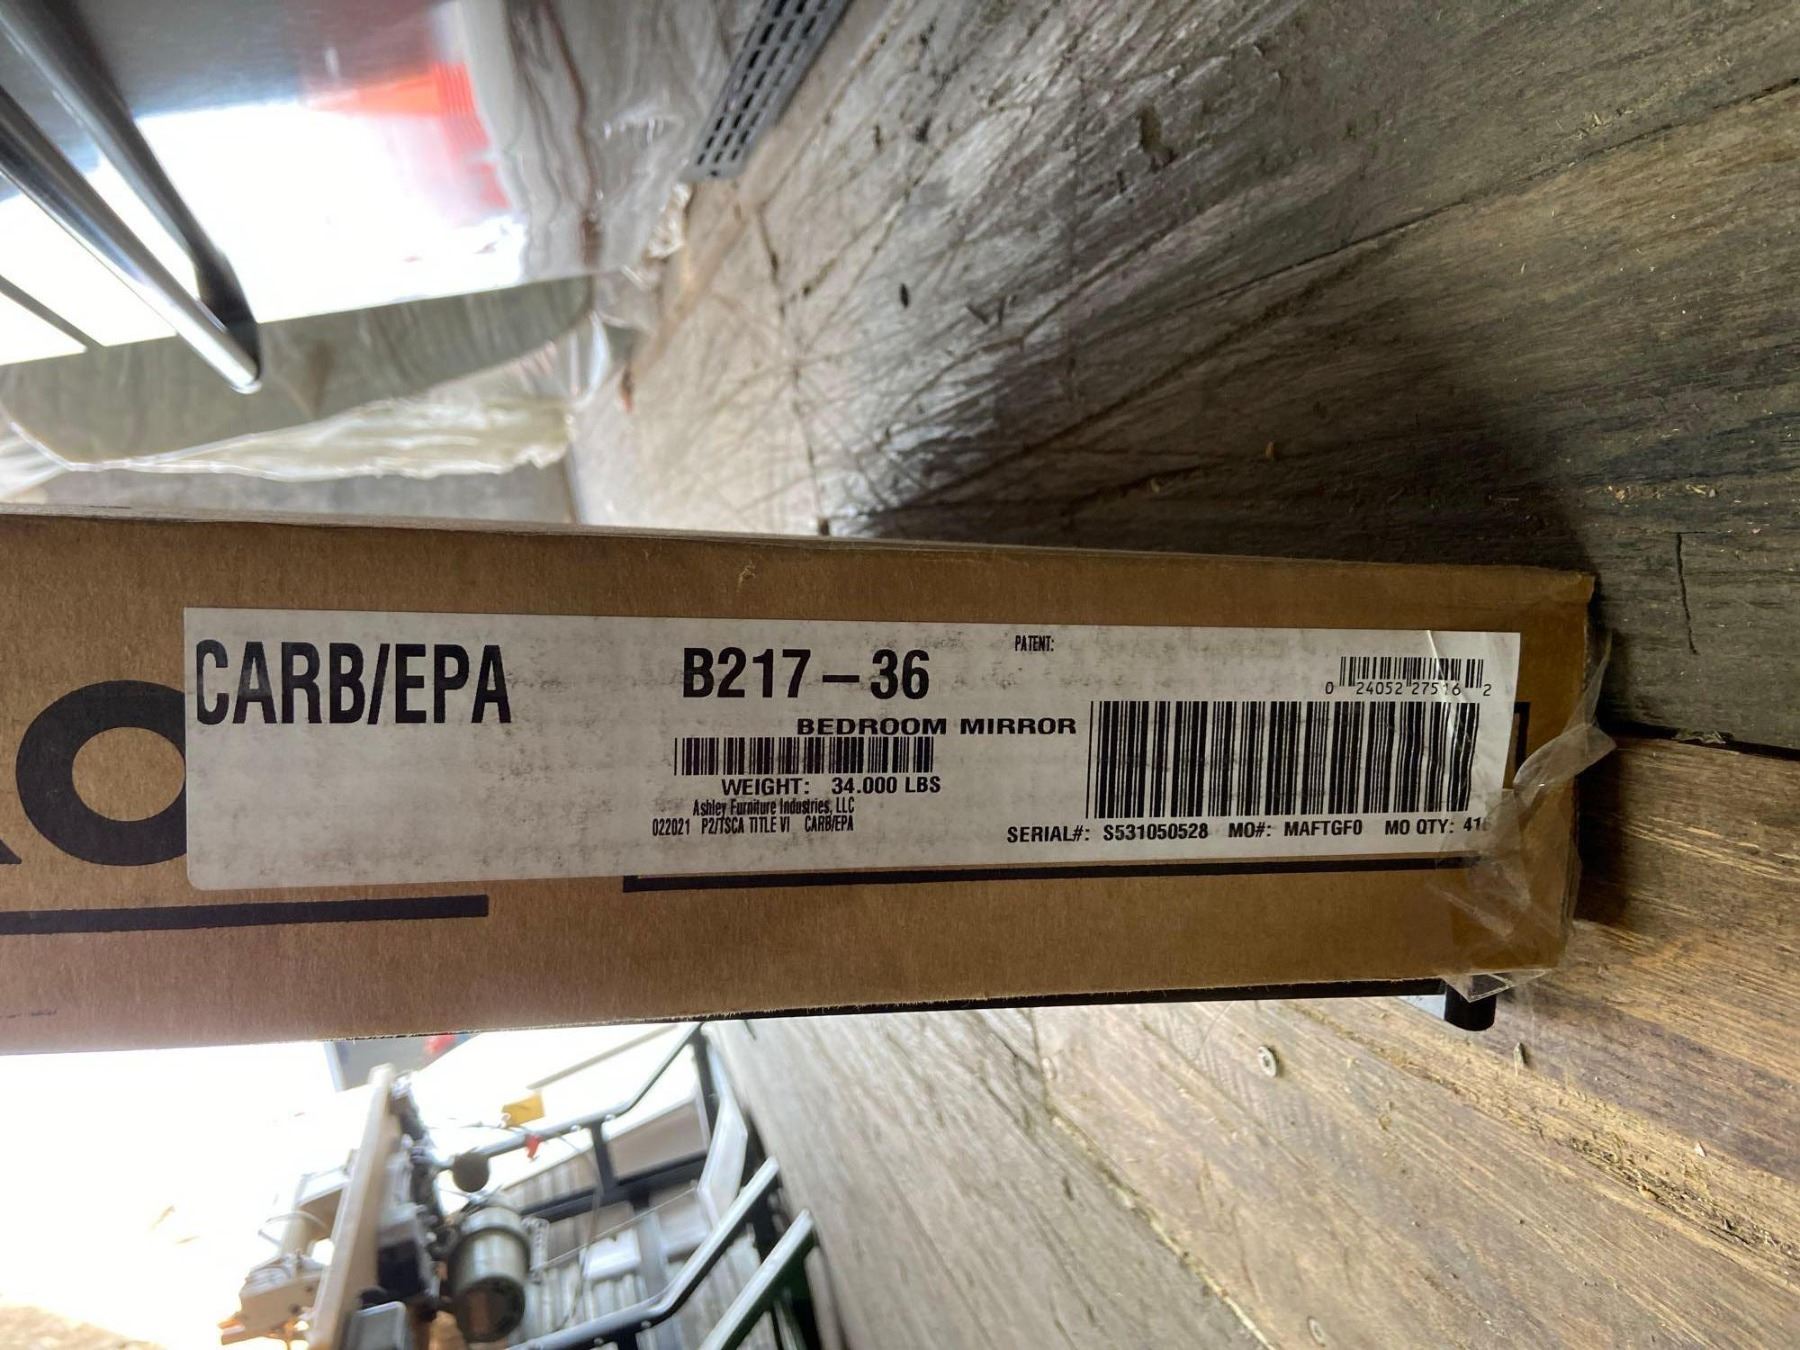 CARB/EPA
B217-36
PATENT:
0 24052 27516 2
BEDROOM MIRROR
WEIGHT: 34.000 LBS
Ashley Furniture Industries, LLC
022021 P2/TSCA TITLE VI CARB/EPA
SERIAL#: S531050528 MO#: MAFTGF0 MO QTY: